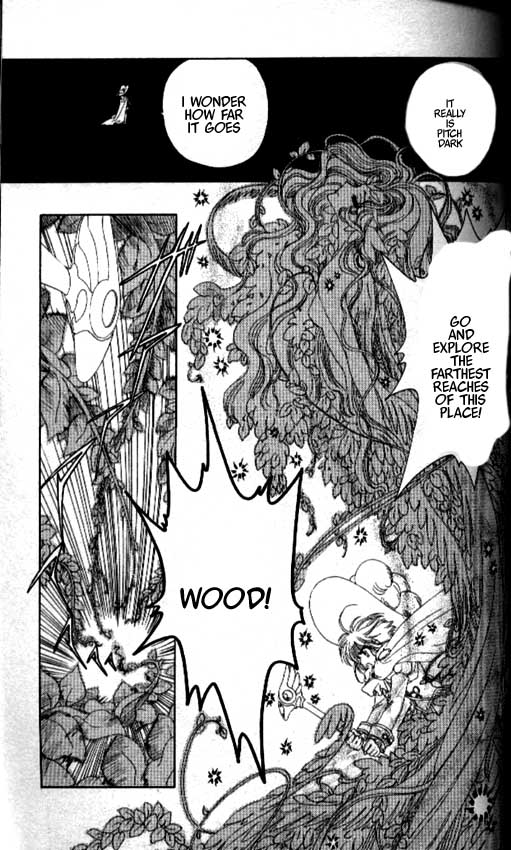 IT
REALLY
IS
PITCH
DARK
I WONDER
HOW FAR
IT GOES
GO
AND
EXPLORE
THE
FARTHEST
REACHES
OF THIS
PLACE!
WOOD!